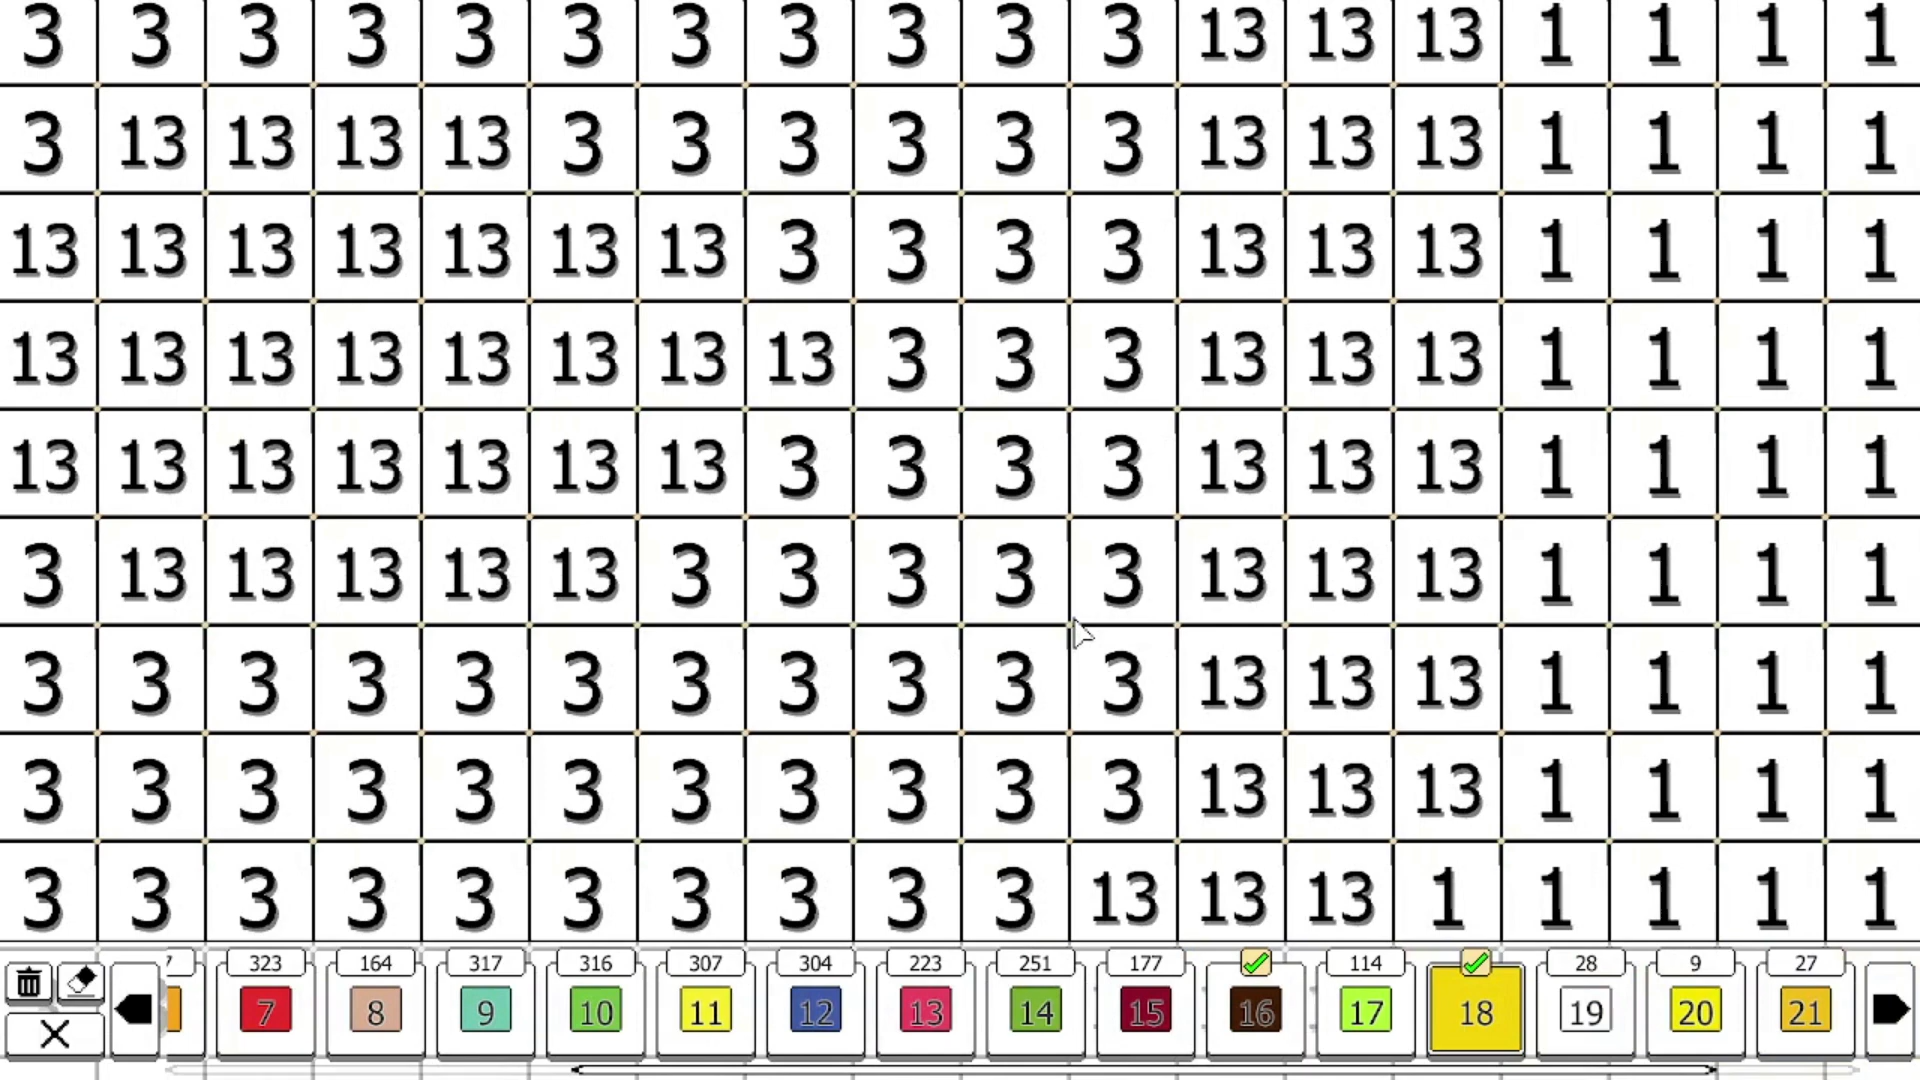 3 3 3 3 3 3 3 3 3 3 3 13 13 13 1 1 1 1
3 13 13 13 13 3 3 3 3 3 3 13 13 13 1 1 1 1
13 13 13 13 13 13 13 3 3 3 3 13 13 13 1 1 1 1
13 13 13 13 13 13 13 13 3 3 3 13 13 13 1 1 1 1
13 13 13 13 13 13 13 3 3 3 3 13 13 13 1 1 1 1
3 13 13 13 13 13 3 3 3 3 3 13 13 13 1 1 1 1
3 3 3 3 3 3 3 3 3 3 3 13 13 13 1 1 1 1
3 3 3 3 3 3 3 3 3 3 3 13 13 13 1 1 1 1
3 3 3 3 3 3 3 3 3 3 13 13 13 1 1 1 1 1
7 323 164 317 316 307 304 223 251 177 114 28 9 27
7 8 9 10 11 12 13 14 15 16 17 18 19 20 21